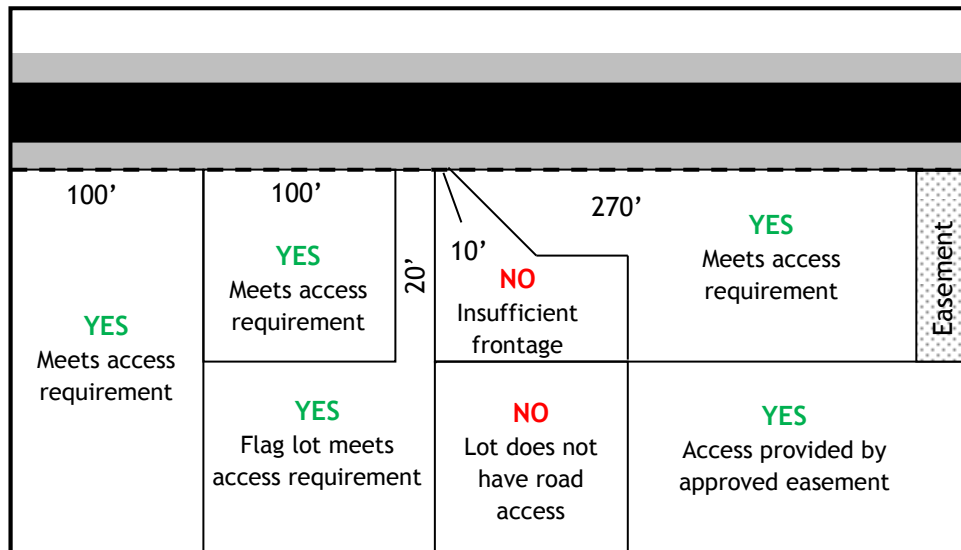 100’
YES
Meets access
requirement
100’
YES
Meets access
requirement
20’
YES
Flag lot meets
access requirement
10’
NO
Insufficient
frontage
NO
Lot does not
have road
access
270’
YES
Meets access
requirement
Easement
YES
Access provided by
approved easement